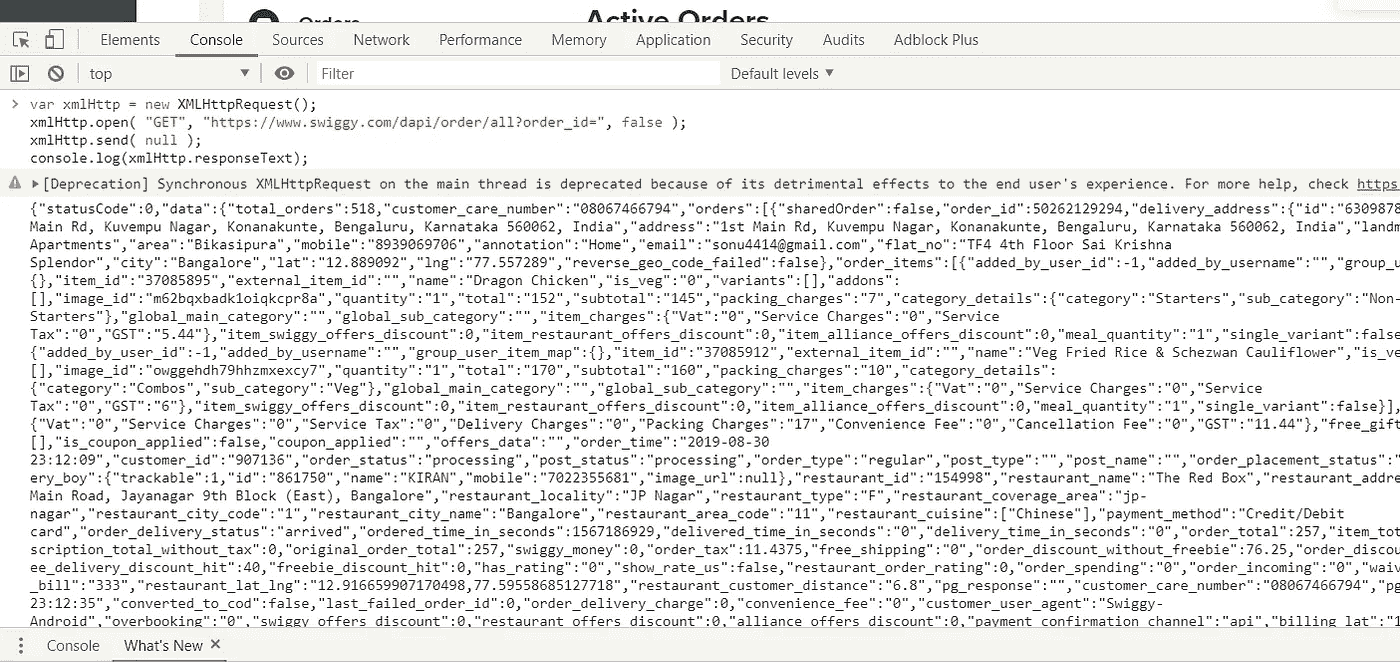 Orders
Active Orders
Elements Console Sources Network Performance Memory Application Security Audits Adblock Plus
top Filter Default levels
> var xmlHttp = new XMLHttpRequest();
xmlHttp.open( "GET", "https://www.swiggy.com/dapi/order/all?order_id=", false );
xmlHttp.send( null );
console.log(xmlHttp.responseText);
[Deprecation] Synchronous XMLHttpRequest on the main thread is deprecated because of its detrimental effects to the end user's experience. For more help, check https
{"statusCode":0,"data":{"total_orders":518,"customer_care_number":"08067466794","orders":[{"sharedOrder":false,"order_id":50262129294,"delivery_address":{"id":"6309878
Main Rd, Kuvempu Nagar, Konanakunte, Bengaluru, Karnataka 560062, India","address":"1st Main Rd, Kuvempu Nagar, Konanakunte, Bengaluru, Karnataka 560062, India","landm
Apartments","area":"Bikasipura","mobile":"8939069706","annotation":"Home","email":"sonu4414@gmail.com","flat_no":"TF4 4th Floor Sai Krishna
Splendor","city":"Bangalore","lat":"12.889092","lng":"77.557289","reverse_geo_code_failed":false},"order_items":[{"added_by_user_id":-1,"added_by_username":"","group_u
{},"item_id":"37085895","external_item_id":"","name":"Dragon Chicken","is_veg":"0","variants":[],"addons":
[],"image_id":"m62bqxbadk1oiqkcpr8a","quantity":"1","total":"152","subtotal":"145","packing_charges":"7","category_details":{"category":"Starters","sub_category":"Non-
Starters"},"global_main_category":"","global_sub_category":"","item_charges":{"Vat":"0","Service Charges":"0","Service
Tax":"0","GST":"5.44"},"item_swiggy_offers_discount":0,"item_restaurant_offers_discount":0,"item_alliance_offers_discount":0,"meal_quantity":"1","single_variant":false
{"added_by_user_id":-1,"added_by_username":"","group_user_item_map":{},"item_id":"37085912","external_item_id":"","name":"Veg Fried Rice & Schezwan Cauliflower","is_ve
[],"image_id":"owggehdh79hhzmxexcy7","quantity":"1","total":"170","subtotal":"160","packing_charges":"10","category_details":
{"category":"Combos","sub_category":"Veg"},"global_main_category":"","global_sub_category":"","item_charges":{"Vat":"0","Service Charges":"0","Service
Tax":"0","GST":"6"},"item_swiggy_offers_discount":0,"item_restaurant_offers_discount":0,"item_alliance_offers_discount":0,"meal_quantity":"1","single_variant":false}],
{"Vat":"0","Service Charges":"0","Service Tax":"0","Delivery Charges":"0","Packing Charges":"17","Convenience Fee":"0","Cancellation Fee":"0","GST":"11.44"},"free_gift
[],"is_coupon_applied":false,"coupon_applied":"","offers_data":"","order_time":"2019-08-30
23:12:09","customer_id":"907136","order_status":"processing","post_status":"processing","order_type":"regular","post_type":"","post_name":"","order_placement_status":"
ery_boy":{"trackable":1,"id":"861750","name":"KIRAN","mobile":"7022355681","image_url":null},"restaurant_id":"154998","restaurant_name":"The Red Box","restaurant_addre
Main Road, Jayanagar 9th Block (East), Bangalore","restaurant_locality":"JP Nagar","restaurant_type":"F","restaurant_coverage_area":"jp-
nagar","restaurant_city_code":"1","restaurant_city_name":"Bangalore","restaurant_area_code":"11","restaurant_cuisine":["Chinese"],"payment_method":"Credit/Debit
card","order_delivery_status":"arrived","ordered_time_in_seconds":1567186929,"delivered_time_in_seconds":"0","delivery_time_in_seconds":"0","order_total":257,"item_tot
scription_total_without_tax":0,"original_order_total":257,"swiggy_money":0,"order_tax":11.4375,"free_shipping":"0","order_discount_without_freebie":76.25,"order_discou
ee_delivery_discount_hit":40,"freebie_discount_hit":0,"has_rating":"0","show_rate_us":false,"restaurant_order_rating":0,"order_spending":"0","order_incoming":"0","waiv
_bill":"333","restaurant_lat_lng":"12.916659907170498,77.59558685127718","restaurant_customer_distance":"6.8","pg_response":"","customer_care_number":"08067466794","pg
23:12:35","converted_to_cod":false,"last_failed_order_id":0,"order_delivery_charge":0,"convenience_fee":"0","customer_user_agent":"Swiggy-
Android","overbooking":"0","swiggy_offers_discount":0,"restaurant_offers_discount":0,"alliance_offers_discount":0,"payment_confirmation_channel":"api","billing_lat":"1
Console What's New